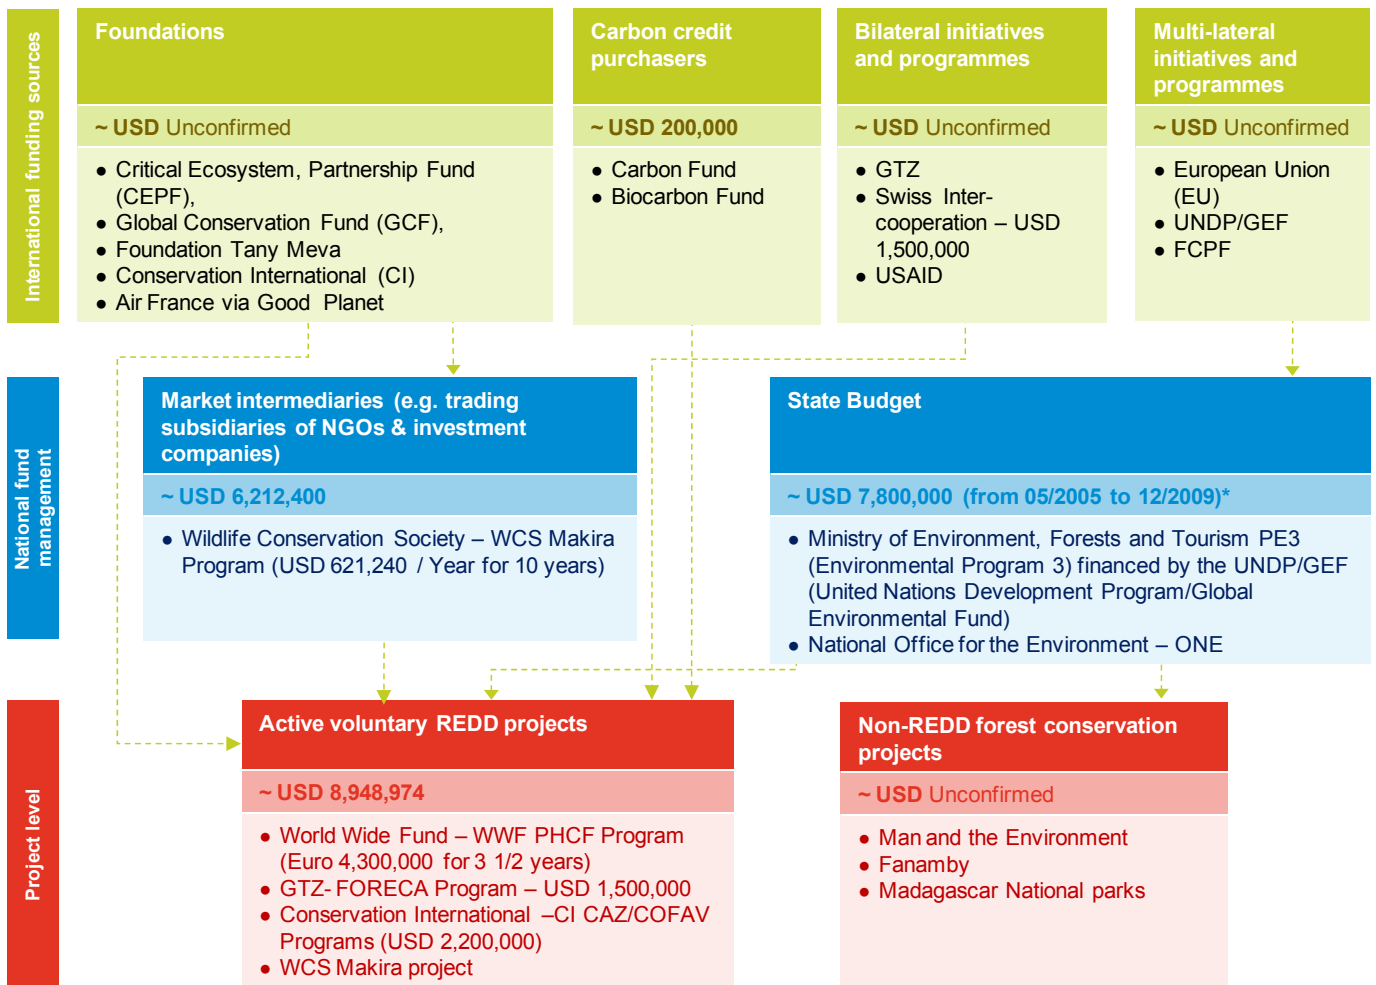 International funding sources
Foundations
~ USD Unconfirmed
● Critical Ecosystem, Partnership Fund
(CEPF),
● Global Conservation Fund (GCF),
● Foundation Tany Meva
● Conservation International (CI)
● Air France via Good Planet
Carbon credit
purchasers
~ USD 200,000
● Carbon Fund
● Biocarbon Fund
Bilateral initiatives
and programmes
~ USD Unconfirmed
● GTZ
● Swiss Inter-
cooperation – USD
1,500,000
● USAID
Multi-lateral
initiatives and
programmes
~ USD Unconfirmed
● European Union
(EU)
● UNDP/GEF
● FCPF
National fund
management
Market intermediaries (e.g. trading
subsidiaries of NGOs & investment
companies)
~ USD 6,212,400
● Wildlife Conservation Society – WCS Makira
Program (USD 621,240 / Year for 10 years)
State Budget
~ USD 7,800,000 (from 05/2005 to 12/2009)*
● Ministry of Environment, Forests and Tourism PE3
(Environmental Program 3) financed by the UNDP/GEF
(United Nations Development Program/Global
Environmental Fund)
● National Office for the Environment – ONE
Project level
Active voluntary REDD projects
~ USD 8,948,974
● World Wide Fund – WWF PHCF Program
(Euro 4,300,000 for 3 1/2 years)
● GTZ- FORECA Program – USD 1,500,000
● Conservation International –CI CAZ/COFAV
Programs (USD 2,200,000)
● WCS Makira project
Non-REDD forest conservation
projects
~ USD Unconfirmed
● Man and the Environment
● Fanamby
● Madagascar National parks